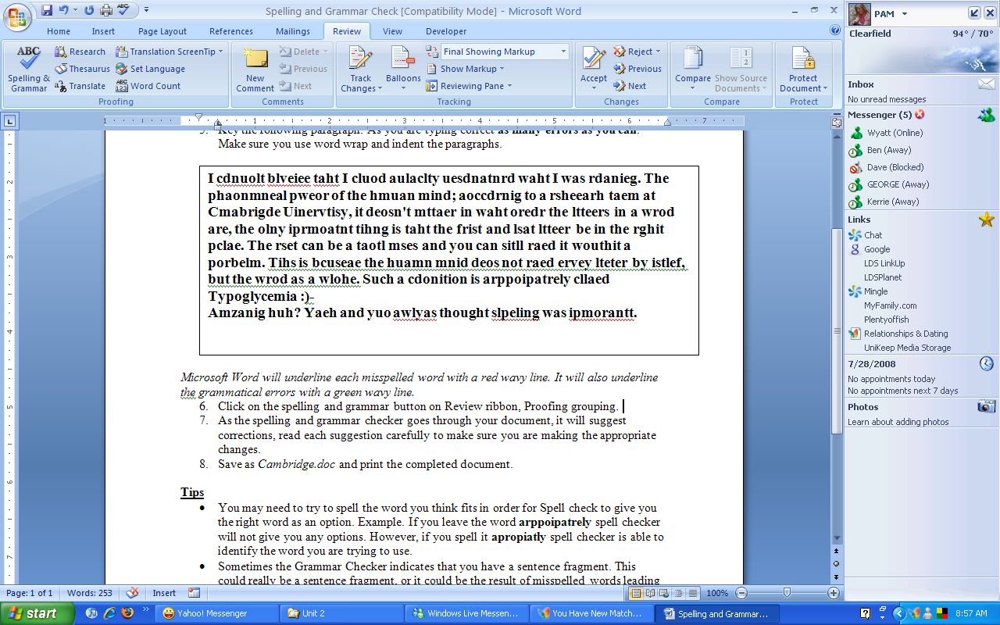 Spelling and Grammar Check [Compatibility Mode] - Microsoft Word
Home Insert Page Layout References Mailings Review View Developer
ABC Spelling & Grammar
Research
Thesaurus
Translate
Translation ScreenTip
Set Language
Word Count
Proofing
New Comment
Delete
Previous
Next
Comments
Track Changes
Balloons
Final Showing Markup
Show Markup
Reviewing Pane
Tracking
Accept
Reject
Previous
Next
Changes
Compare
Show Source Documents
Compare
Protect Document
Protect
1 1 2 3 4 5 6 7
5. Key the following paragraph. As you are typing correct as many errors as you can.
Make sure you use word wrap and indent the paragraphs.
I cdnuolt blveiee taht I cluod aulaclty uesdnatnrd waht I was rdanieg. The
phaonmneal pweor of the hmuan mind; aoccdrnig to a rsheearh taem at
Cmabrigde Uinervtisy, it deosn't mttaer in waht oredr the ltteers in a wrod
are, the olny iprmoatnt tihng is taht the frist and lsat ltteer be in the rghit
pclae. The rset can be a taotl mses and you can sitll raed it wouthit a
porbelm. Tihs is bcuseae the huamn mnid deos not raed ervey lteter by istlef,
but the wrod as a wlohe. Such a cdonition is arppoipatrely cllaed
Typoglycemia :)-
Amzanig huh? Yaeh and yuo awlyas thought slpeling was ipmorantt.
Microsoft Word will underline each misspelled word with a red wavy line. It will also underline
the grammatical errors with a green wavy line.
6. Click on the spelling and grammar button on Review ribbon, Proofing grouping.
7. As the spelling and grammar checker goes through your document, it will suggest
corrections, read each suggestion carefully to make sure you are making the appropriate
changes.
8. Save as Cambridge.doc and print the completed document.
Tips
• You may need to try to spell the word you think fits in order for Spell check to give you
the right word as an option. Example. If you leave the word arppoipatrely spell checker
will not give you any options. However, if you spell it apropiatly spell checker is able to
identify the word you are trying to use.
• Sometimes the Grammar Checker indicates that you have a sentence fragment. This
could really be a sentence fragment, or it could be the result of misspelled words leading
Page: 1 of 1 Words: 253 Insert 100%
start Yahoo! Messenger Unit 2 Windows Live Messen... You Have New Match... Spelling and Grammar... 8:57 AM
PAM
Clearfield 94° / 70°
Inbox
No unread messages
Messenger (5)
Wyatt (Online)
Ben (Away)
Dave (Blocked)
GEORGE (Away)
Kerrie (Away)
Links
Chat
Google
LDS LinkUp
LDSPlanet
Mingle
MyFamily.com
Plentyoffish
Relationships & Dating
UniKeep Media Storage
7/28/2008
No appointments today
No appointments next 7 days
Photos
Learn about adding photos